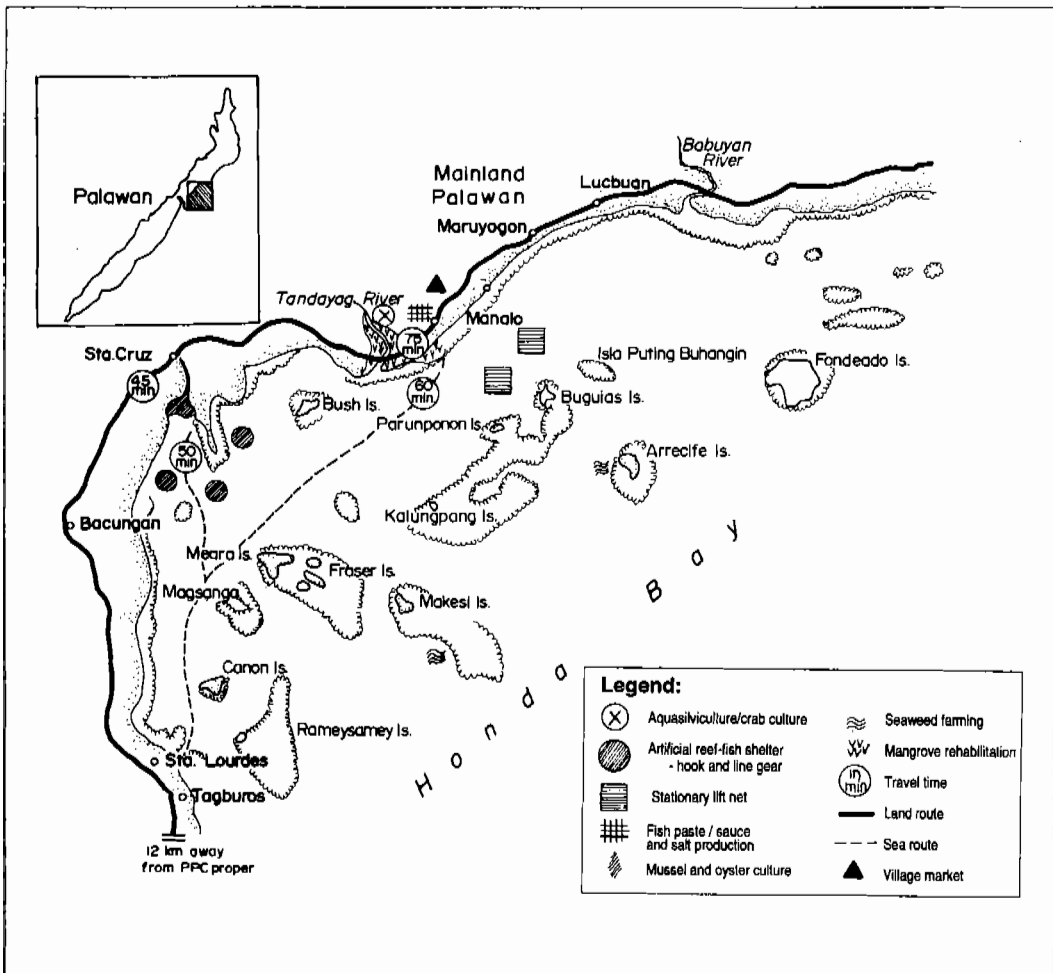 Palawan
Babuyan
River
Mainland
Palawan
Lucbuan
Maruyogon
Tandayag River
Manalo
75
min
Sta.Cruz
45
min
60
min
Isla Puting Buhangin
Fondeado Is.
Bush Is.
Buguias Is.
Parunponon Is.
Arrecife Is.
50
min
Kalungpang Is.
Bacungan
Meara Is.
Fraser Is.
Magsanga
Makesi Is.
Canon Is.
Rameysamey Is.
Sta. Lourdes
Tagburos
12 km away
from PPC proper
Honda Bay
Legend:
Aquasilviculture/crab culture
Artificial reef-fish shelter
- hook and line gear
Stationary lift net
Fish paste / sauce
and salt production
Mussel and oyster culture
Seaweed farming
Mangrove rehabilitation
in
min
Travel time
Land route
Sea route
Village market